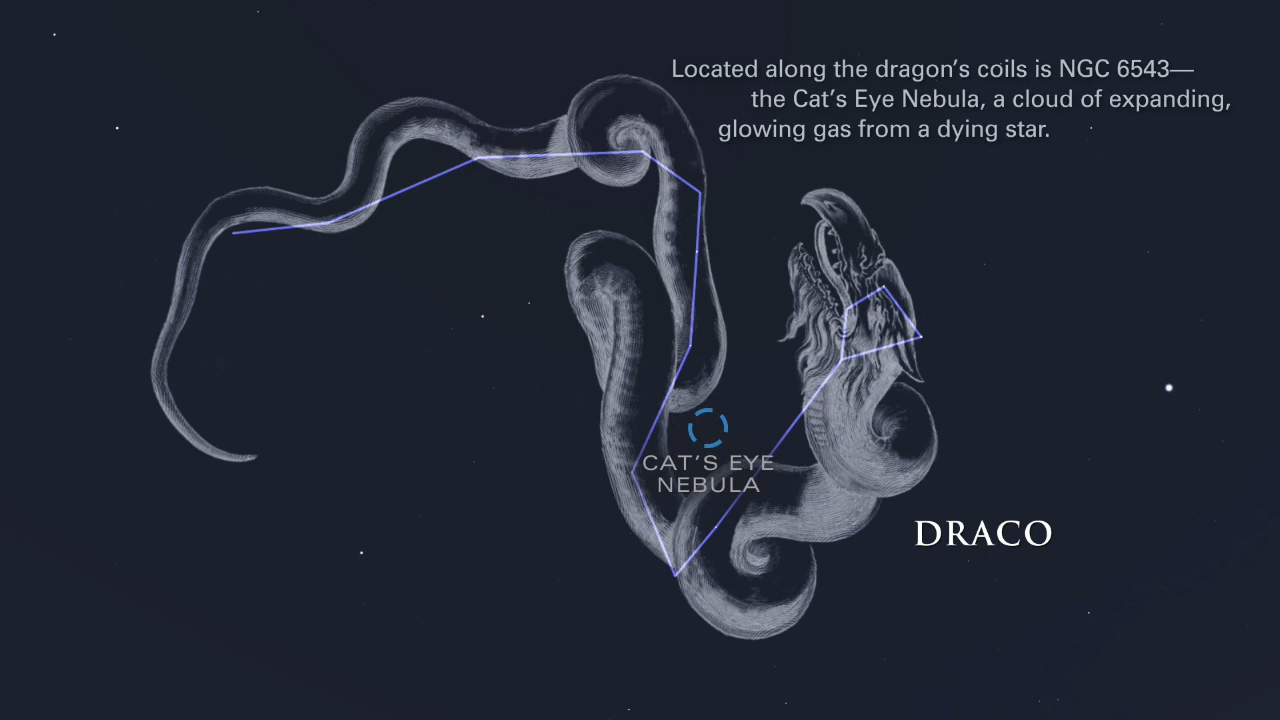 Located along the dragon’s coils is NGC 6543—
the Cat’s Eye Nebula, a cloud of expanding,
glowing gas from a dying star.
CAT’S EYE
NEBULA
DRACO